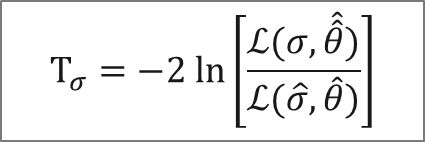 T_σ = −2 ln [ ℒ(σ, θ̂̂) / ℒ(σ̂, θ̂) ]